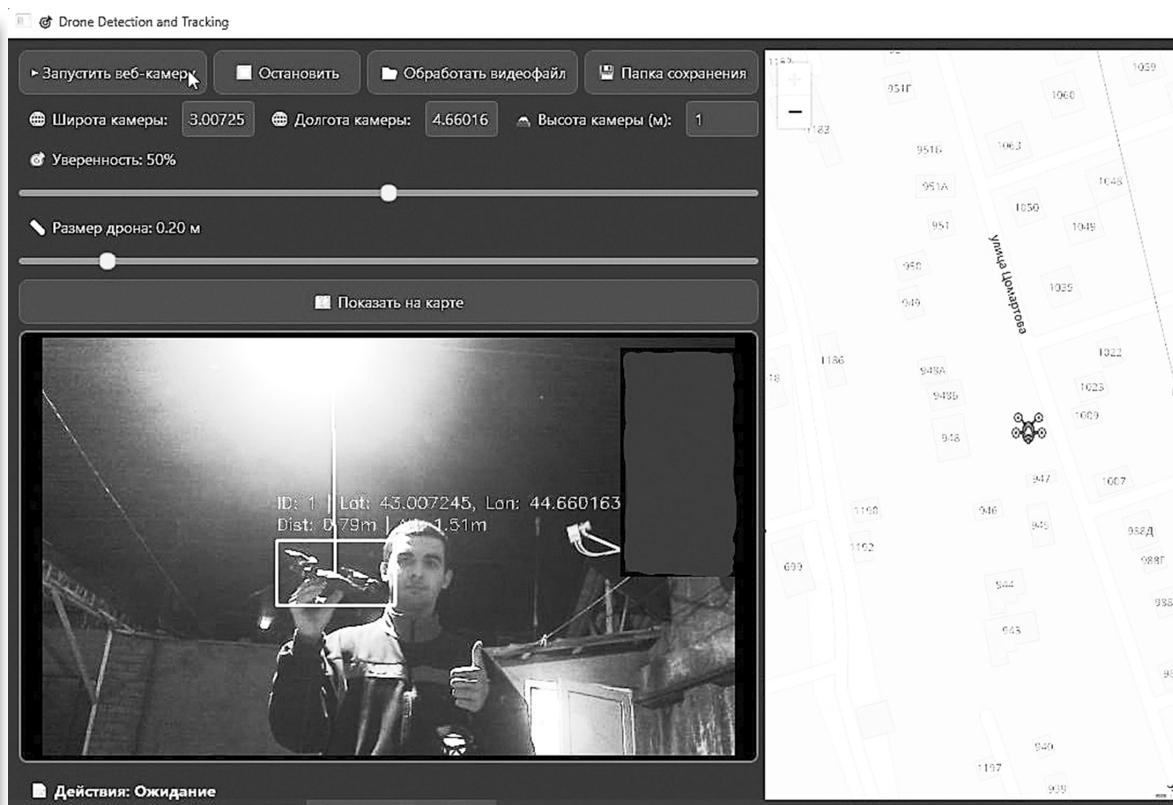 Drone Detection and Tracking
Запустить веб-камеру
Остановить
Обработать видеофайл
Папка сохранения
Широта камеры: 3.00725
Долгота камеры: 4.66016
Высота камеры (м): 1
Уверенность: 50%
Размер дрона: 0.20 м
Показать на карте
ID: 1 | Lat: 43.007245, Lon: 44.660163
Dist: 0.79m | 1.51m
Действия: Ожидание
1059
951Г
1060
951Б
1063
951А
1048
1050
951
1049
950
1035
949
улица Цомартова
1186
1022
948А
1023
948Б
1009
948
947
1007
1190
946
945
988Д
1192
988Г
699
944
943
940
1197
939